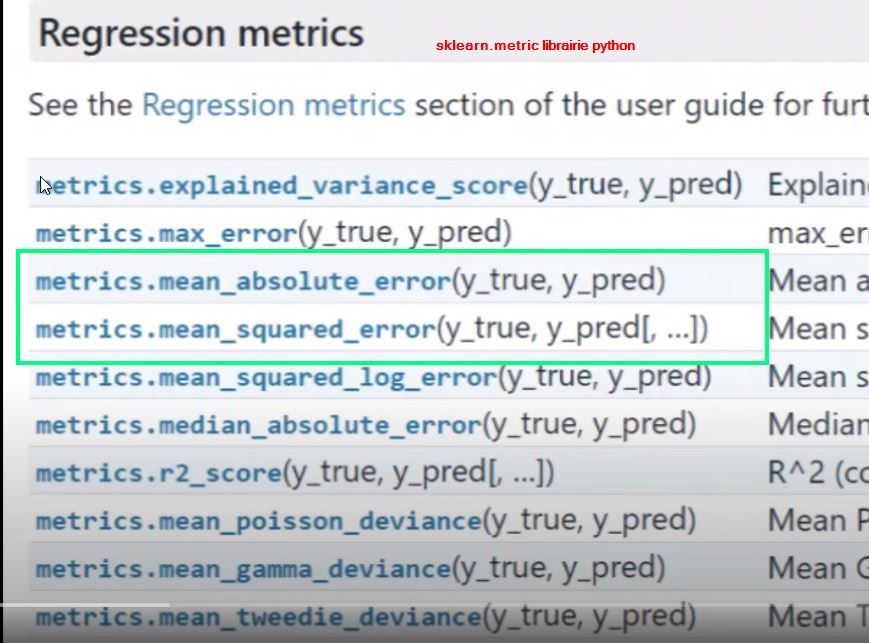 Regression metrics
sklearn.metric librairie python
See the Regression metrics section of the user guide for furt
metrics.explained_variance_score(y_true, y_pred) Explain
metrics.max_error(y_true, y_pred) max_er
metrics.mean_absolute_error(y_true, y_pred) Mean a
metrics.mean_squared_error(y_true, y_pred[, ...]) Mean s
metrics.mean_squared_log_error(y_true, y_pred) Mean s
metrics.median_absolute_error(y_true, y_pred) Median
metrics.r2_score(y_true, y_pred[, ...]) R^2 (co
metrics.mean_poisson_deviance(y_true, y_pred) Mean P
metrics.mean_gamma_deviance(y_true, y_pred) Mean G
metrics.mean_tweedie_deviance(y_true, y_pred) Mean T